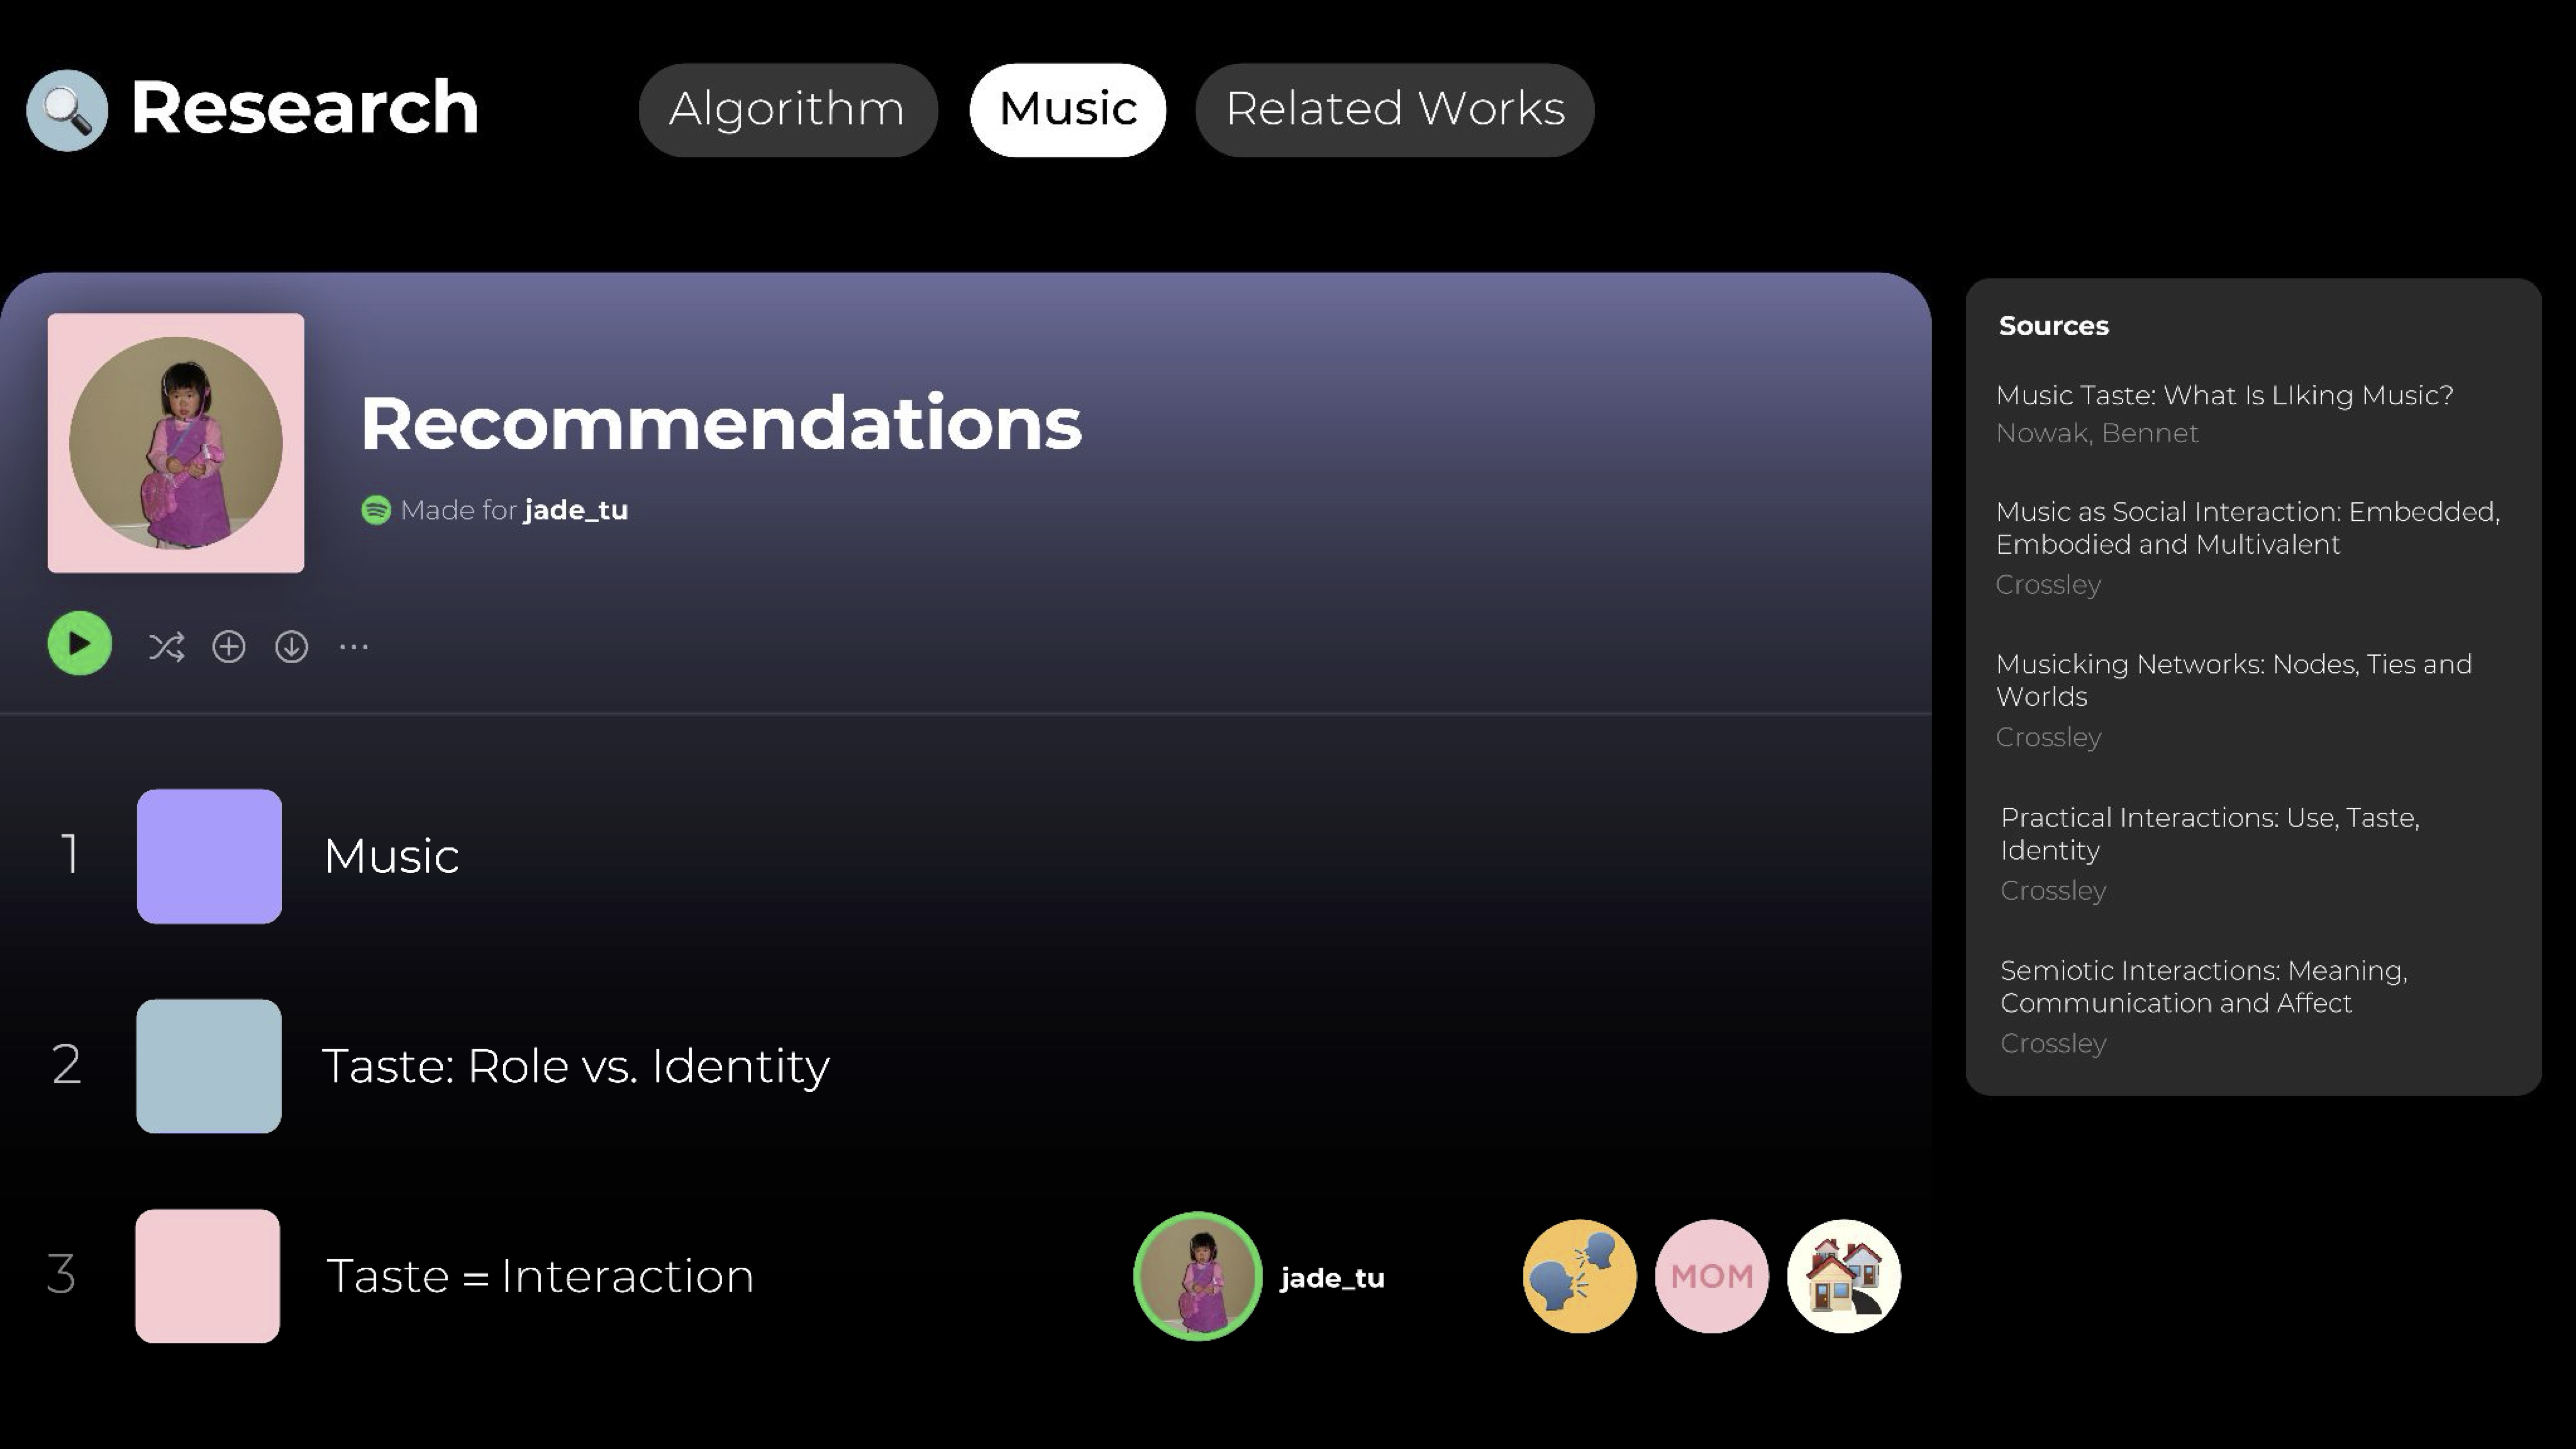 Research
Algorithm
Music
Related Works
Recommendations
Made for jade_tu
1
Music
2
Taste: Role vs. Identity
3
Taste = Interaction
jade_tu
MOM
Sources
Music Taste: What Is LIking Music?
Nowak, Bennet
Music as Social Interaction: Embedded,
Embodied and Multivalent
Crossley
Musicking Networks: Nodes, Ties and
Worlds
Crossley
Practical Interactions: Use, Taste,
Identity
Crossley
Semiotic Interactions: Meaning,
Communication and Affect
Crossley